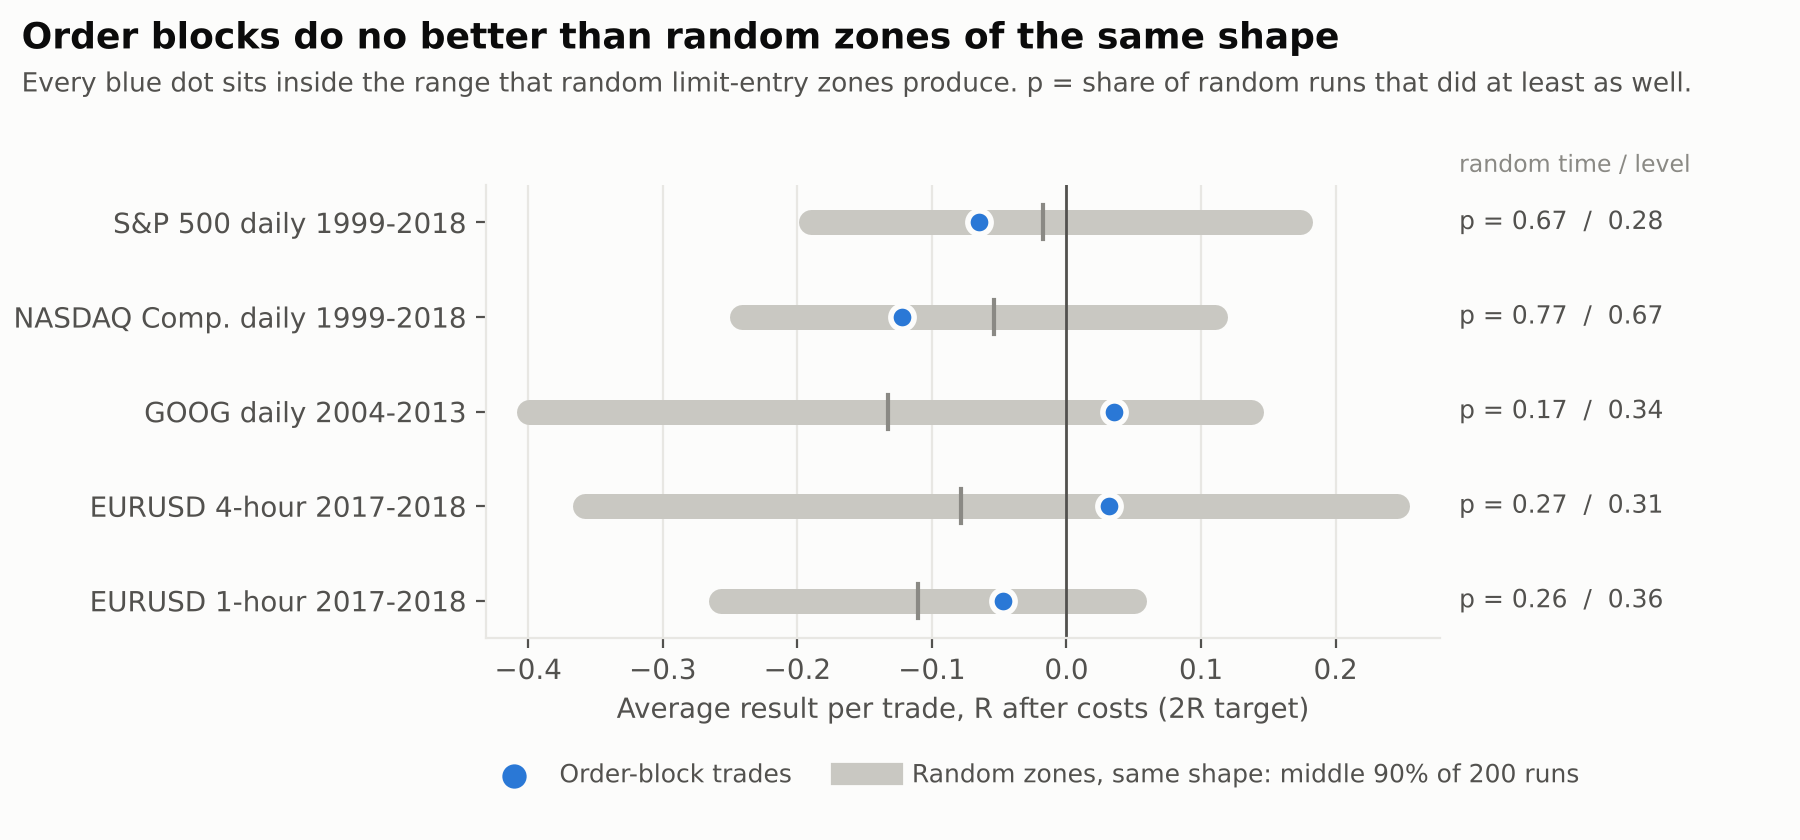 Order blocks do no better than random zones of the same shape
Every blue dot sits inside the range that random limit-entry zones produce. p = share of random runs that did at least as well.
random time / level
S&P 500 daily 1999-2018
p = 0.67 / 0.28
NASDAQ Comp. daily 1999-2018
p = 0.77 / 0.67
GOOG daily 2004-2013
p = 0.17 / 0.34
EURUSD 4-hour 2017-2018
p = 0.27 / 0.31
EURUSD 1-hour 2017-2018
p = 0.26 / 0.36
−0.4 −0.3 −0.2 −0.1 0.0 0.1 0.2
Average result per trade, R after costs (2R target)
Order-block trades Random zones, same shape: middle 90% of 200 runs